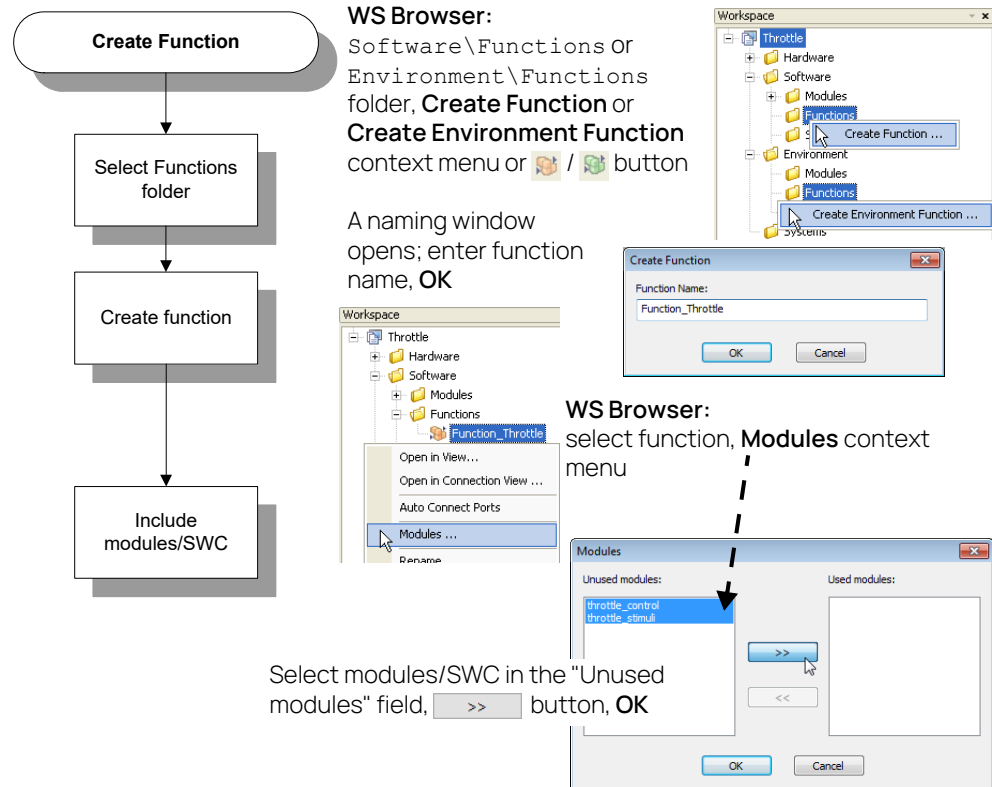 Create Function
Select Functions
folder
Create function
Include
modules/SWC
WS Browser:
Software\Functions or
Environment\Functions
folder, Create Function or
Create Environment Function
context menu or / button
A naming window
opens; enter function
name, OK
Workspace
Throttle
Hardware
Software
Modules
Functions
S
Create Function ...
Environment
Modules
Functions
Create Environment Function ...
Systems
Create Function
Function Name:
Function_Throttle
OK
Cancel
Workspace
Throttle
Hardware
Software
Modules
Functions
Function_Throttle
Open in View...
Open in Connection View ...
Auto Connect Ports
Modules ...
Rename
WS Browser:
select function, Modules context
menu
Modules
Unused modules:
Used modules:
throttle_control
throttle_stimuli
>>
<<
OK
Cancel
Select modules/SWC in the "Unused
modules" field, >> button, OK